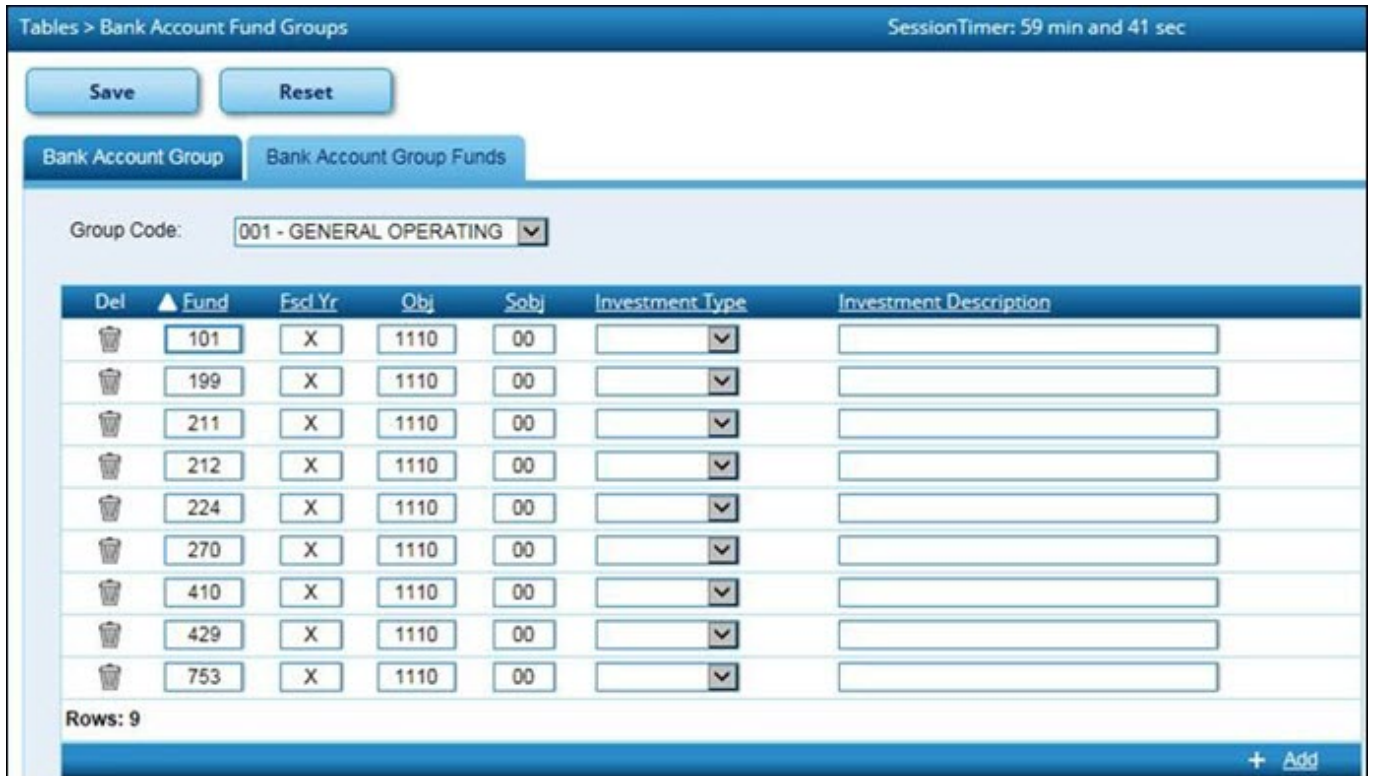 Tables > Bank Account Fund Groups SessionTimer: 59 min and 41 sec
Save Reset
Bank Account Group Bank Account Group Funds
Group Code: 001 - GENERAL OPERATING
Del Fund Fscl Yr Obj Sobj Investment Type Investment Description
101 X 1110 00
199 X 1110 00
211 X 1110 00
212 X 1110 00
224 X 1110 00
270 X 1110 00
410 X 1110 00
429 X 1110 00
753 X 1110 00
Rows: 9
+ Add